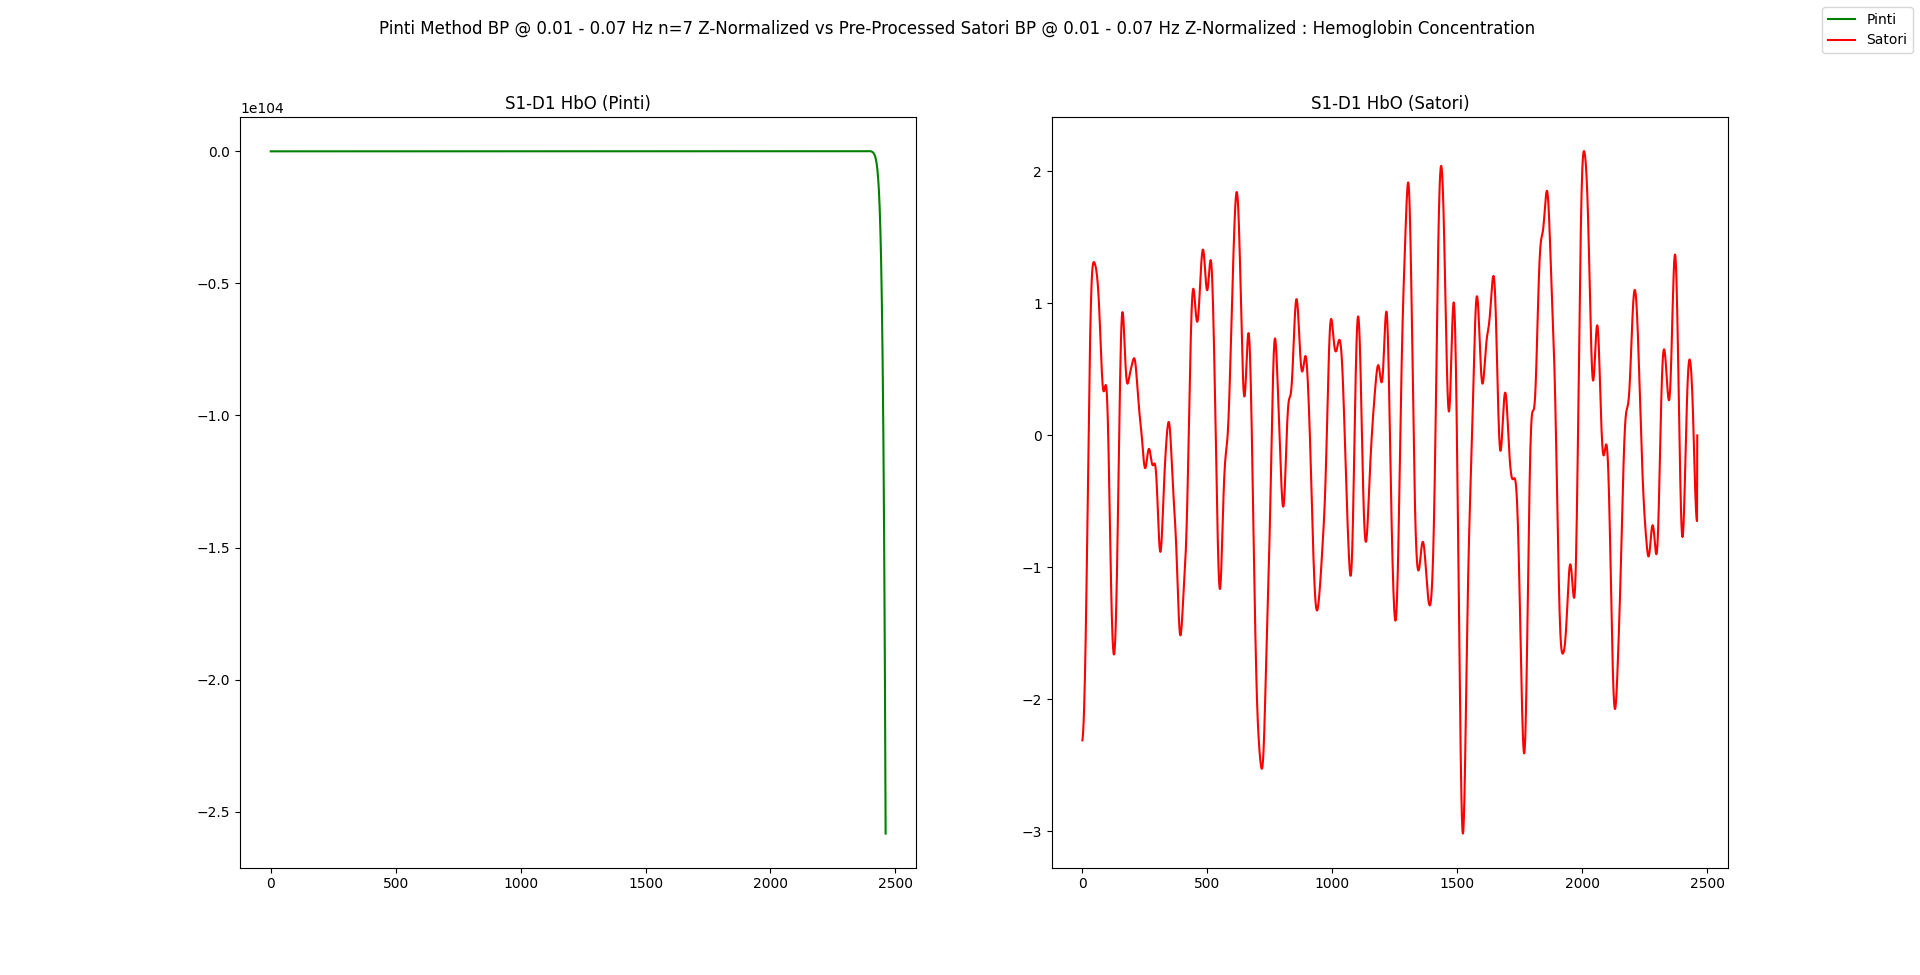 Pinti Method BP @ 0.01 - 0.07 Hz n=7 Z-Normalized vs Pre-Processed Satori BP @ 0.01 - 0.07 Hz Z-Normalized : Hemoglobin Concentration
Pinti
Satori
S1-D1 HbO (Pinti)
1e104
0.0
−0.5
−1.0
−1.5
−2.0
−2.5
0 500 1000 1500 2000 2500
S1-D1 HbO (Satori)
2
1
0
−1
−2
−3
0 500 1000 1500 2000 2500